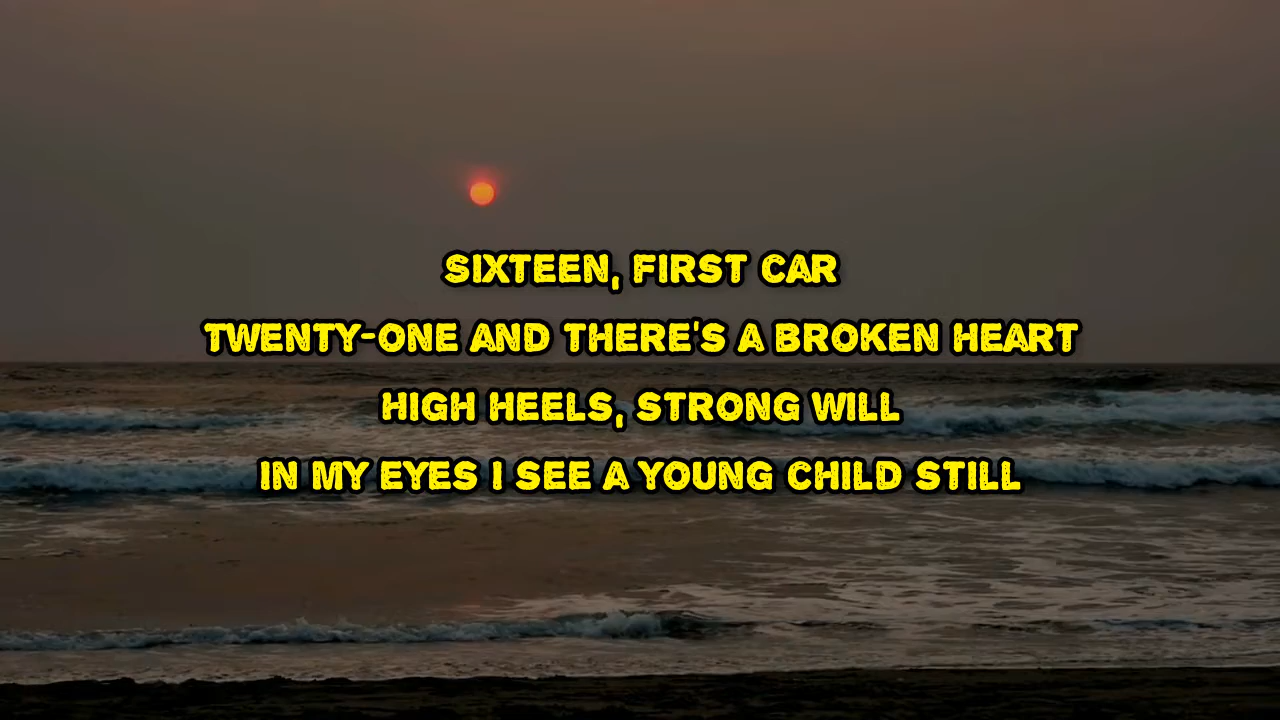 SIXTEEN, FIRST CAR
TWENTY-ONE AND THERE'S A BROKEN HEART
HIGH HEELS, STRONG WILL
IN MY EYES I SEE A YOUNG CHILD STILL